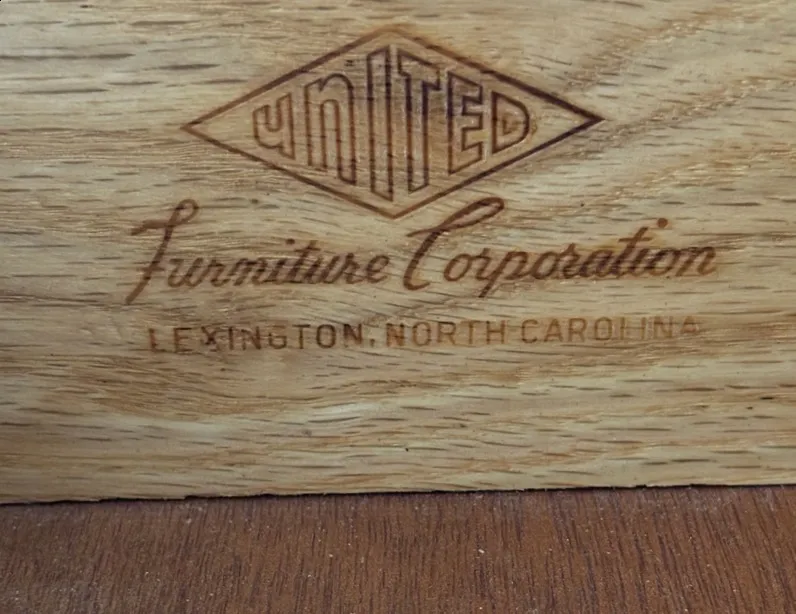 UNITED
Furniture Corporation
LEXINGTON, NORTH CAROLINA